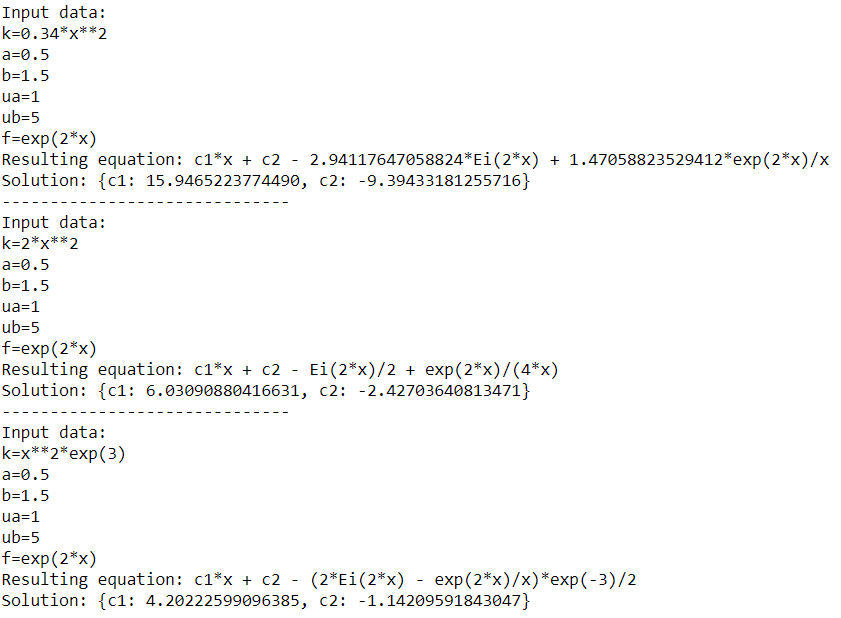 Input data:
k=0.34*x**2
a=0.5
b=1.5
ua=1
ub=5
f=exp(2*x)
Resulting equation: c1*x + c2 - 2.94117647058824*Ei(2*x) + 1.47058823529412*exp(2*x)/x
Solution: {c1: 15.9465223774490, c2: -9.39433181255716}
------------------------------
Input data:
k=2*x**2
a=0.5
b=1.5
ua=1
ub=5
f=exp(2*x)
Resulting equation: c1*x + c2 - Ei(2*x)/2 + exp(2*x)/(4*x)
Solution: {c1: 6.03090880416631, c2: -2.42703640813471}
------------------------------
Input data:
k=x**2*exp(3)
a=0.5
b=1.5
ua=1
ub=5
f=exp(2*x)
Resulting equation: c1*x + c2 - (2*Ei(2*x) - exp(2*x)/x)*exp(-3)/2
Solution: {c1: 4.20222599096385, c2: -1.14209591843047}